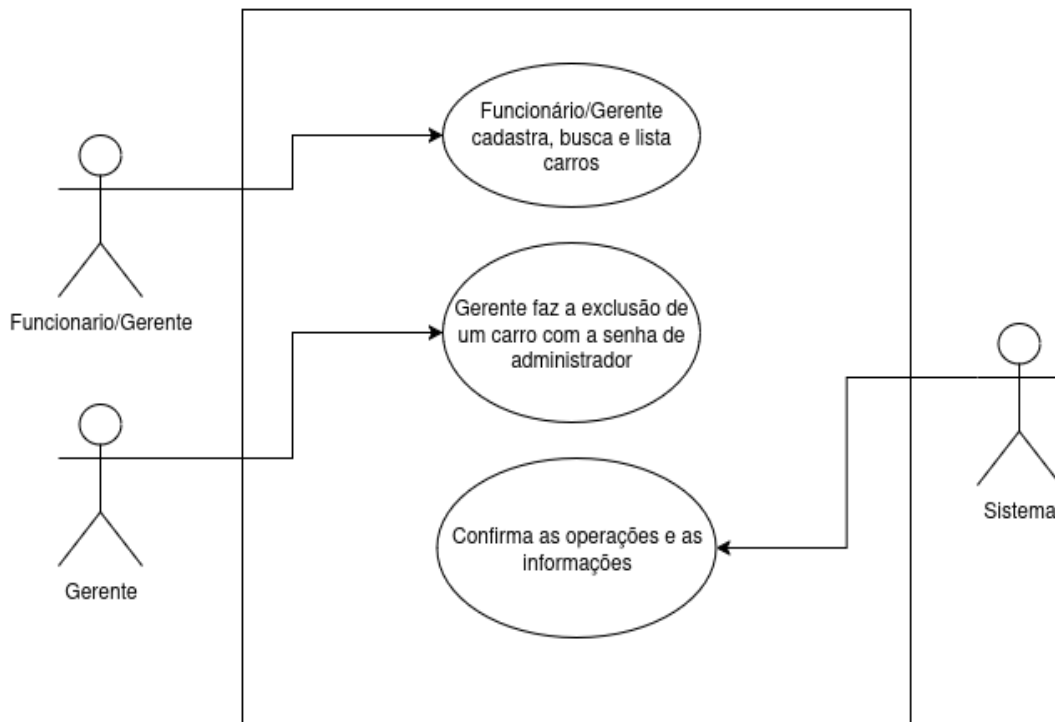 Funcionário/Gerente
cadastra, busca e lista
carros
Funcionario/Gerente
Gerente faz a exclusão de
um carro com a senha de
administrador
Gerente
Confirma as operações e as
informações
Sistema